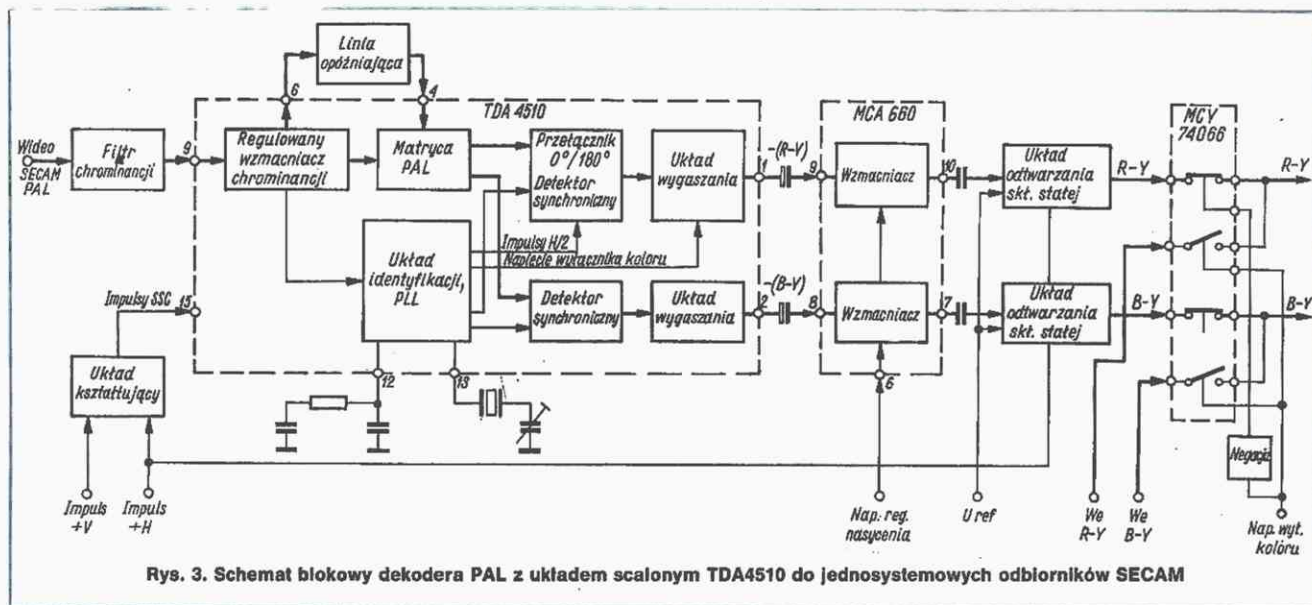 Linia
opóźniająca
6
4
TDA 4510
MCA 660
MCY
74066
Wideo
SECAM
PAL
Filtr
chrominancji
9
Regulowany
wzmacniacz
chrominancji
Matryca
PAL
Przełącznik
0°/180°
Detektor
synchroniczny
Układ
wygaszania
1
-(R-Y)
9
Wzmacniacz
10
Układ
odtwarzania
skł. stałej
R-Y
R-Y
Układ
identyfikacji,
PLL
Impulsy H/2
Napięcie wyłącznika koloru
Impulsy SSC
15
Detektor
synchroniczny
Układ
wygaszania
2
-(B-Y)
8
Wzmacniacz
7
Układ
odtwarzania
skł. stałej
B-Y
B-Y
Układ
kształtujący
12
13
6
Negacja
Impuls
+V
Impuls
+H
Nap. reg.
nasycenia
U ref
We
R-Y
We
B-Y
Nap. wył.
koloru
Rys. 3. Schemat blokowy dekodera PAL z układem scalonym TDA4510 do jednosystemowych odbiorników SECAM